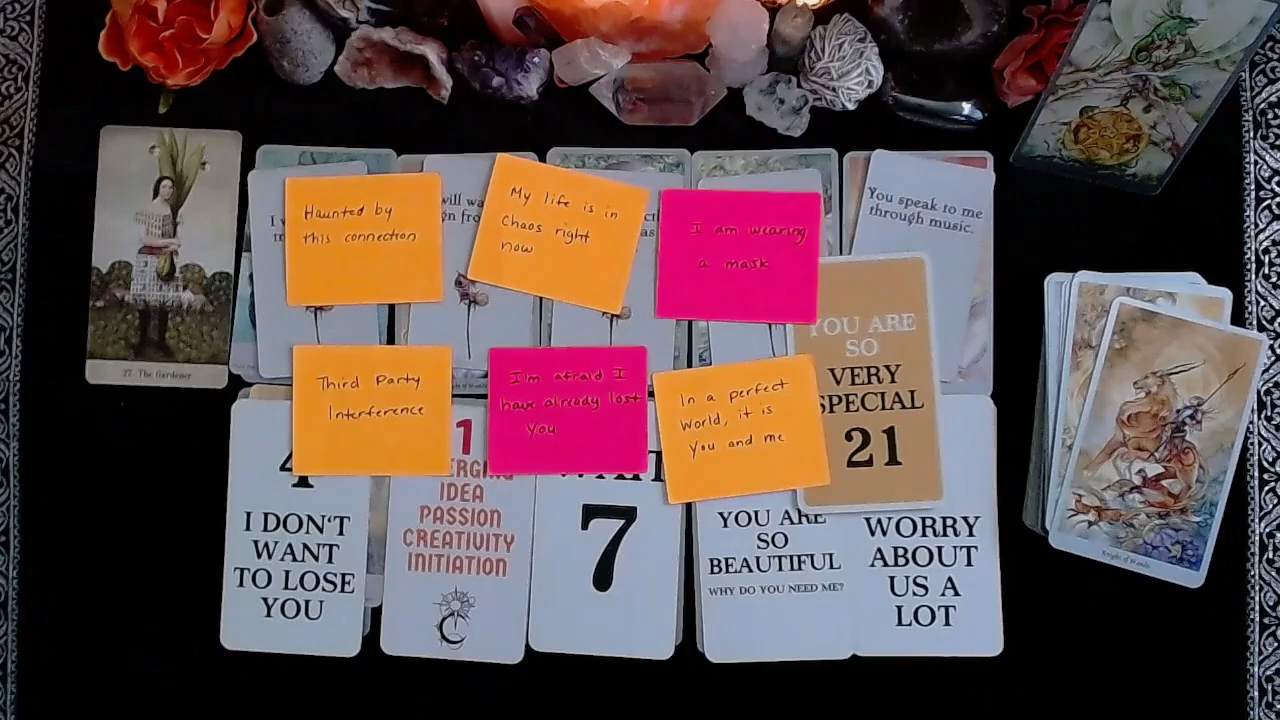 27. The Gardener
Haunted by
this connection
My life is in
Chaos right
now
I am wearing
a mask
You speak to me
through music.
Third Party
Interference
I'm afraid I
have already lost
you
In a perfect
World, it is
You and me
YOU ARE
SO
VERY
SPECIAL
21
4
I DON'T
WANT
TO LOSE
YOU
1
IDEA
PASSION
CREATIVITY
INITIATION
7
YOU ARE
SO
BEAUTIFUL
WHY DO YOU NEED ME?
WORRY
ABOUT
US A
LOT
Knight of Wands